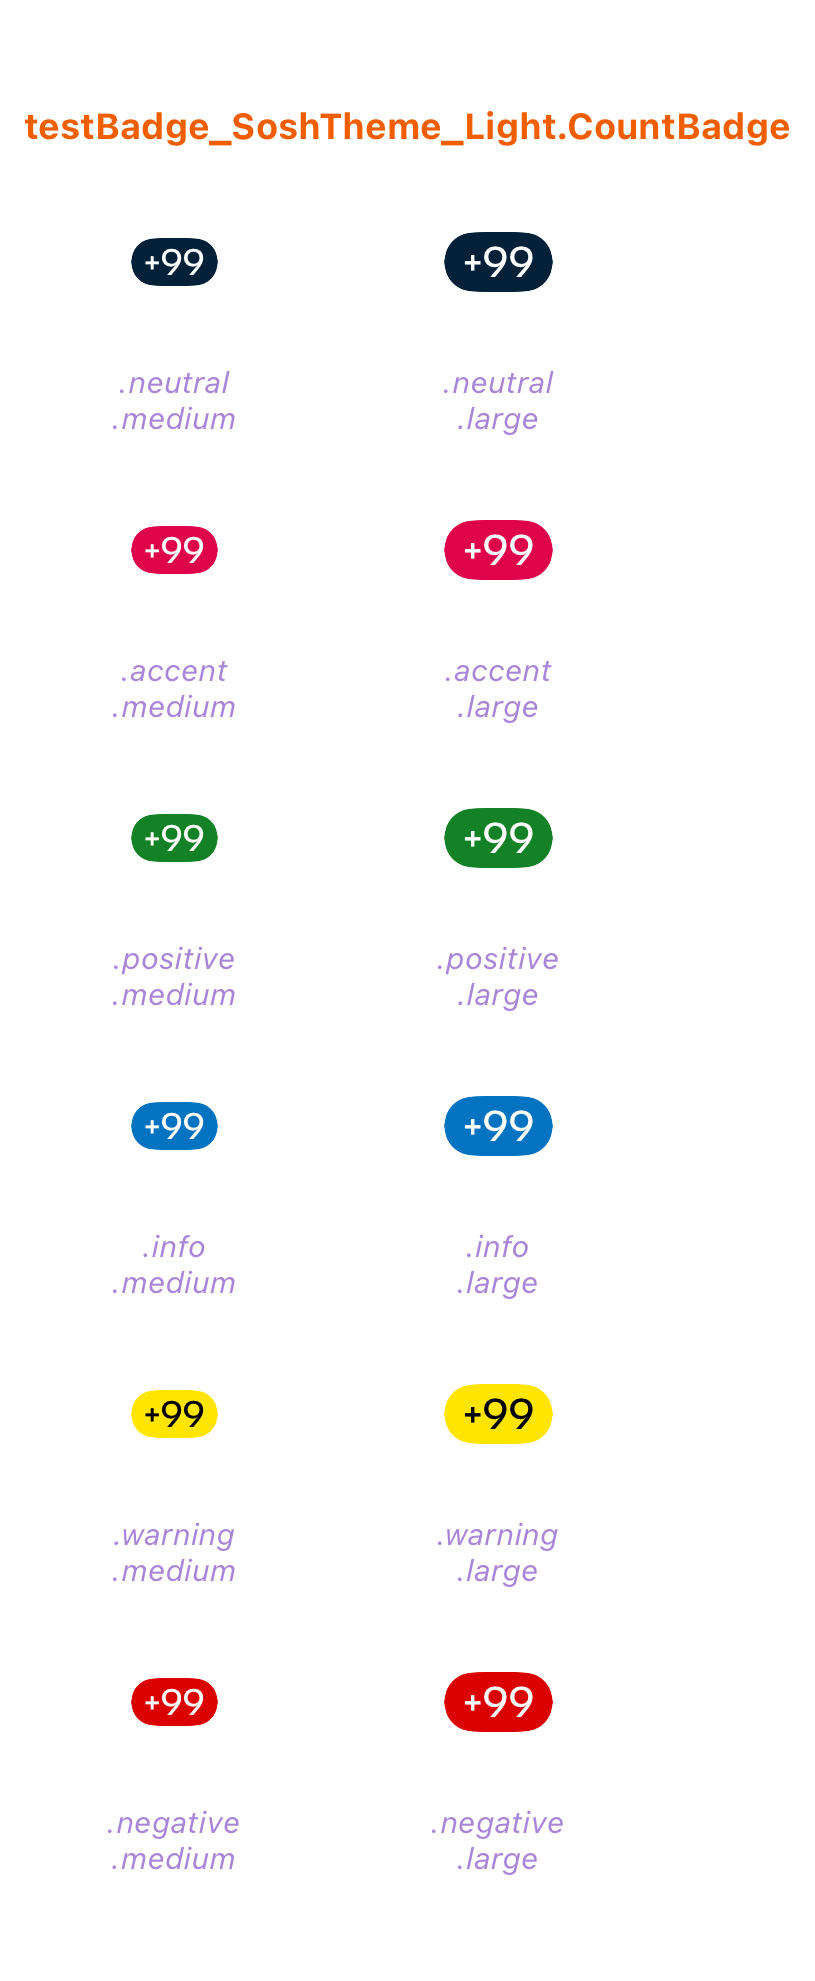 testBadge_SoshTheme_Light.CountBadge
+99 +99
.neutral .neutral
.medium .large
+99 +99
.accent .accent
.medium .large
+99 +99
.positive .positive
.medium .large
+99 +99
.info .info
.medium .large
+99 +99
.warning .warning
.medium .large
+99 +99
.negative .negative
.medium .large